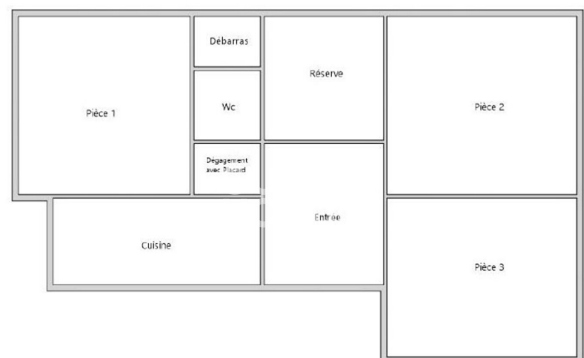 Débarras
Réserve
Pièce 1
Wc
Pièce 2
Dégagement
avec Placard
Entrée
Cuisine
Pièce 3